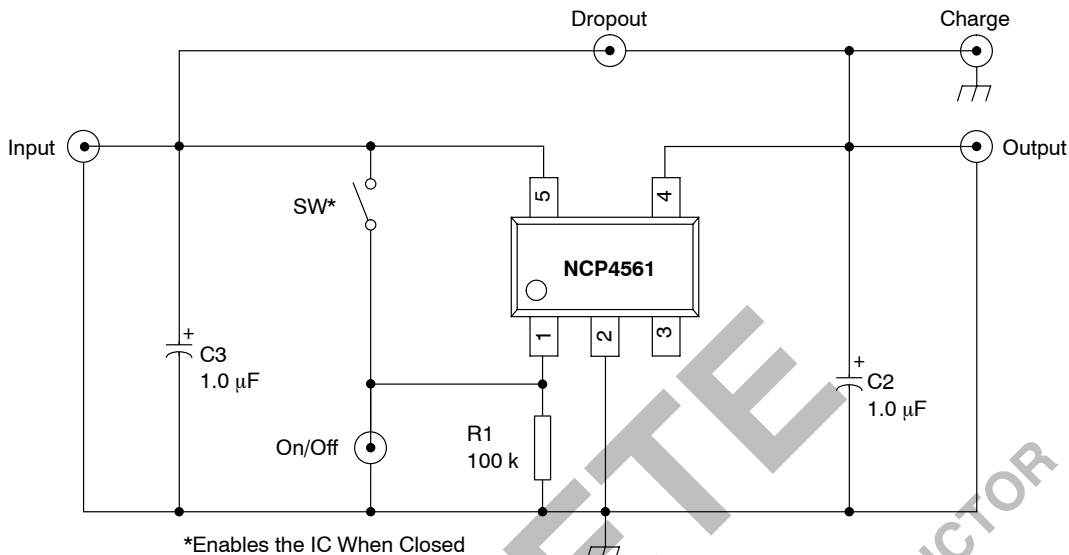 Dropout
Charge
Input
Output
SW*
5
4
NCP4561
1
2
3
+
C3
1.0 μF
+
C2
1.0 μF
On/Off
R1
100 k
*Enables the IC When Closed